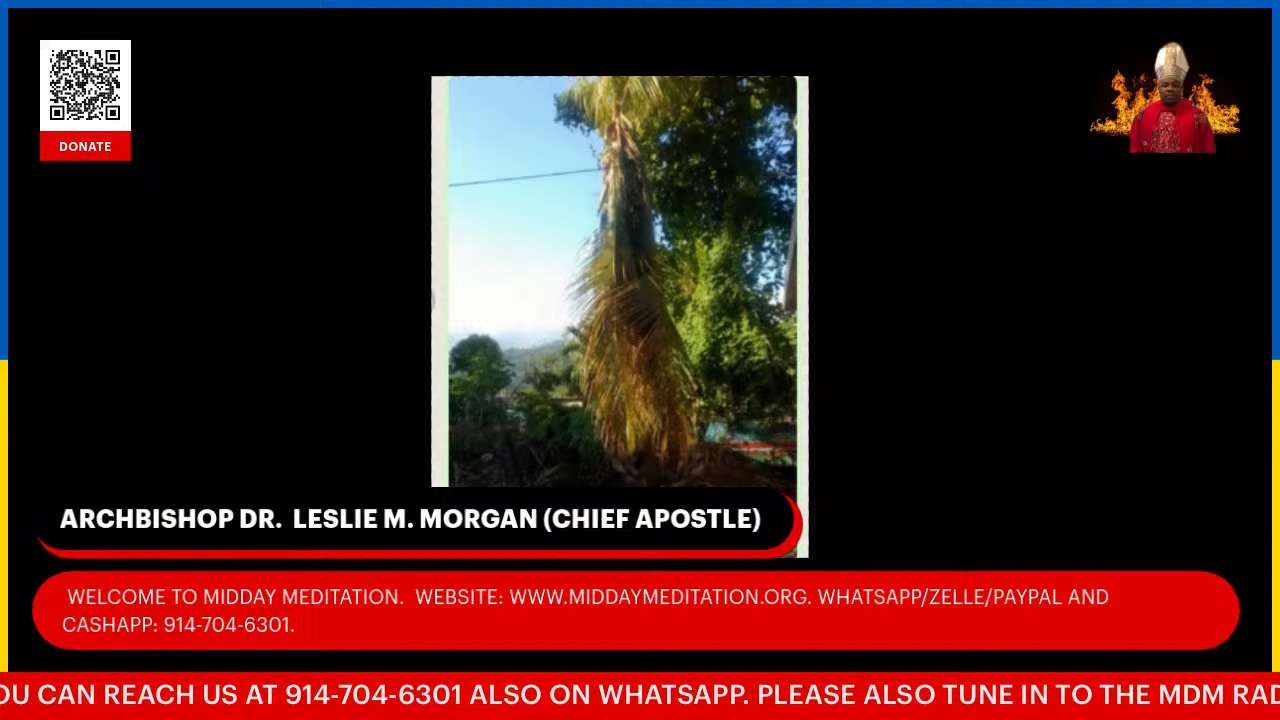 DONATE
ARCHBISHOP DR. LESLIE M. MORGAN (CHIEF APOSTLE)
WELCOME TO MIDDAY MEDITATION. WEBSITE: WWW.MIDDAYMEDITATION.ORG. WHATSAPP/ZELLE/PAYPAL AND
CASHAPP: 914-704-6301.
OU CAN REACH US AT 914-704-6301 ALSO ON WHATSAPP. PLEASE ALSO TUNE IN TO THE MDM RAD